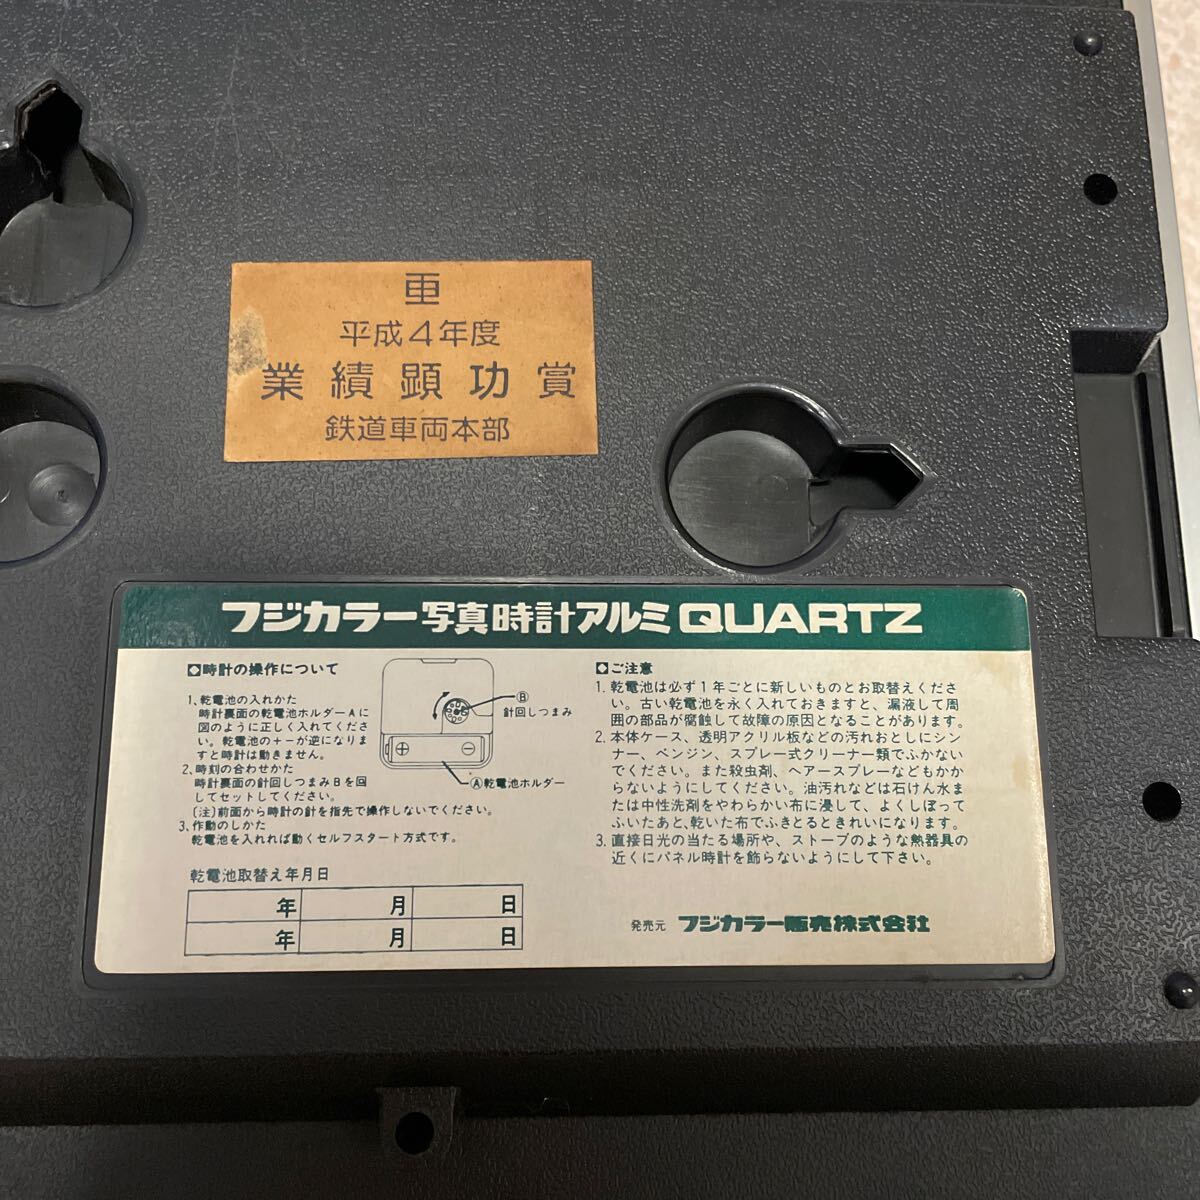 亜
平成4年度
業績顕功賞
鉄道車両本部
フジカラー写真時計アルミQUARTZ
時計の操作について
1、乾電池の入れかた
時計裏面の乾電池ホルダーAに
図のように正しく入れてくださ
い。乾電池の＋－が逆になりま
すと時計は動きません。
2、時刻の合わせかた
時計裏面の針回しつまみBを回
してセットしてください。
〔注〕前面から時計の針を指先で操作しないでください。
3、作動のしかた
乾電池を入れれば動くセルフスタート方式です。
Ⓑ
針回しつまみ
＋
－
Ⓐ乾電池ホルダー
乾電池取替え年月日
年 月 日
年 月 日
ご注意
1. 乾電池は必ず1年ごとに新しいものとお取替えくださ
い。古い乾電池を永く入れておきますと、漏液して周
囲の部品が腐蝕して故障の原因となることがあります。
2. 本体ケース、透明アクリル板などの汚れおとしにシン
ナー、ベンジン、スプレー式クリーナー類でふかない
でください。また殺虫剤、ヘアースプレーなどもかか
らないようにしてください。油汚れなどは石けん水ま
たは中性洗剤をやわらかい布に浸して、よくしぼって
ふいたあと、乾いた布でふきとるときれいになります。
3. 直接日光の当たる場所や、ストーブのような熱器具の
近くにパネル時計を飾らないようにして下さい。
発売元 フジカラー販売株式会社